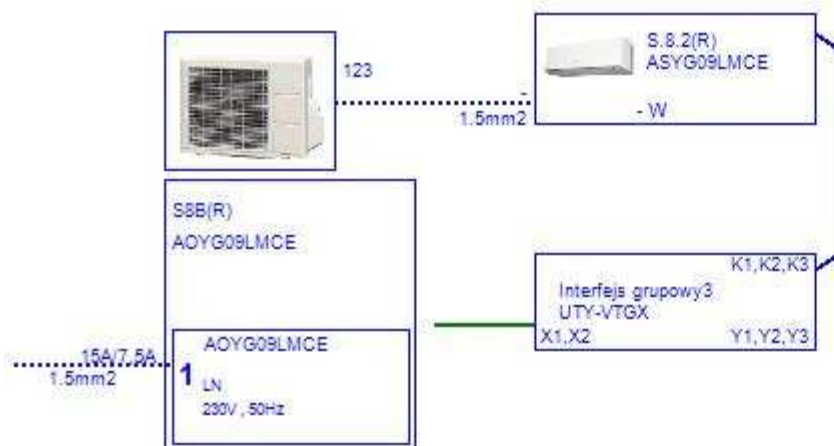 123
-
1.5mm2
S.8.2(R)
ASYG09LMCE
- W
S8B(R)
AOYG09LMCE
15A/7.5A
1.5mm2
AOYG09LMCE
1
LN
230V , 50Hz
K1,K2,K3
Interfejs grupowy3
UTY-VTGX
X1,X2
Y1,Y2,Y3